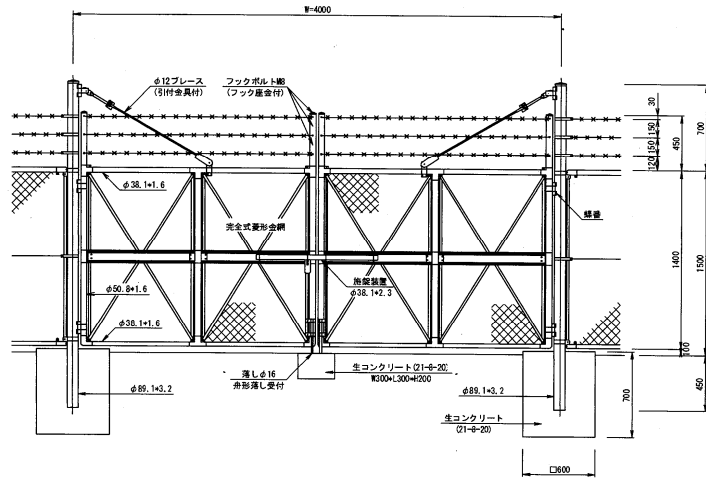 W=4000
φ12ブレース
(引付金具付)
フックボルトM8
(フック座金付)
30
150
150
120
450
700
φ38.1*1.6
完全式菱形金網
蝶番
φ50.8*1.6
施錠装置
φ38.1*2.3
φ38.1*1.6
1400
1500
100
落しφ16
舟形落し受付
生コンクリート(21-8-20)
W300*L300*H200
φ89.1*3.2
φ89.1*3.2
生コンクリート
(21-8-20)
700
450
□600